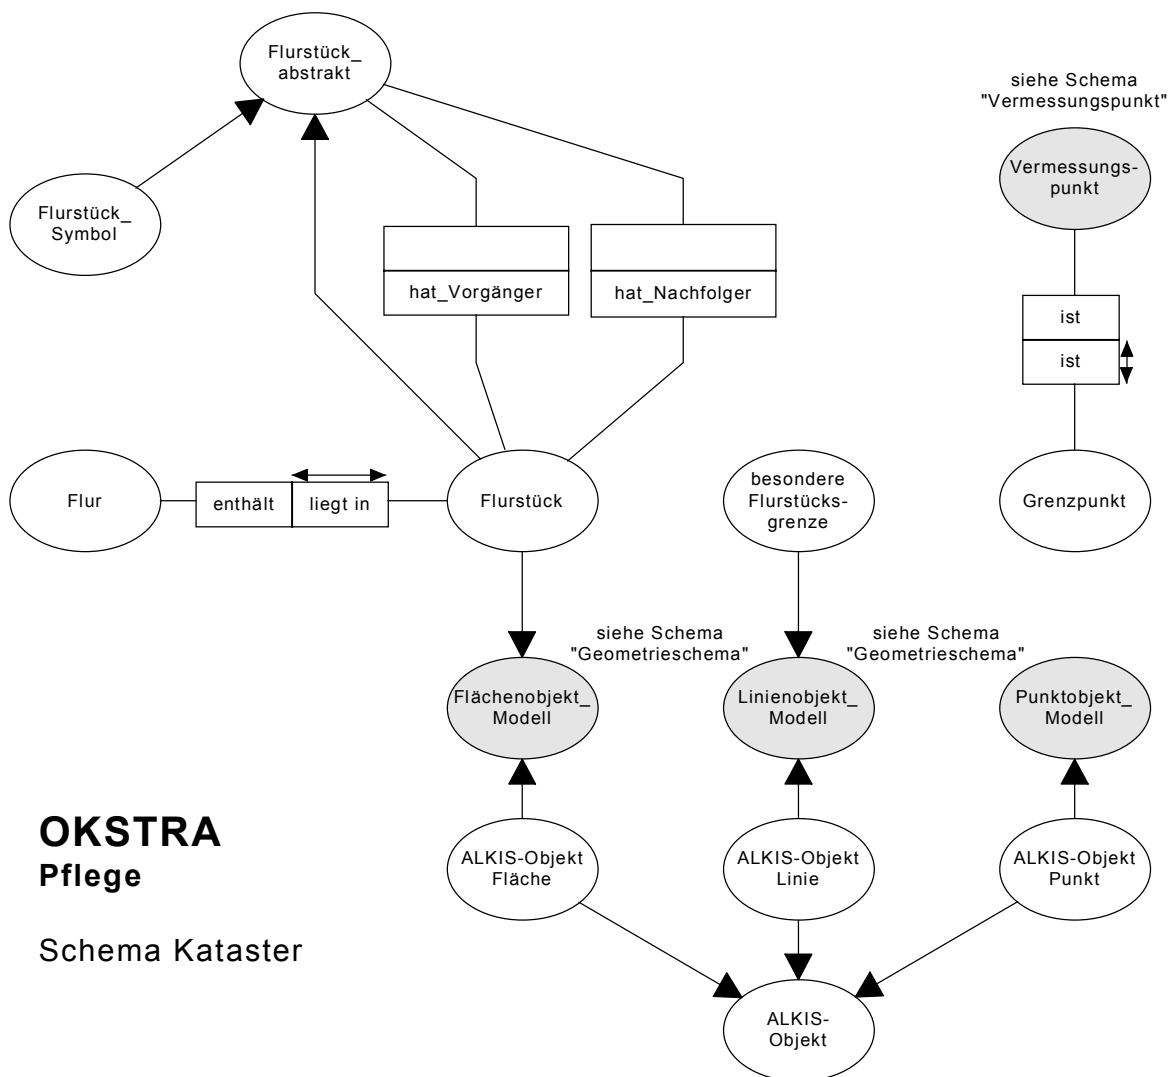 Flurstück_
abstrakt
siehe Schema
"Vermessungspunkt"
Vermessungs-
punkt
Flurstück_
Symbol
hat_Vorgänger
hat_Nachfolger
ist
ist
Flur
enthält
liegt in
Flurstück
besondere
Flurstücks-
grenze
Grenzpunkt
siehe Schema
"Geometrieschema"
siehe Schema
"Geometrieschema"
Flächenobjekt_
Modell
Linienobjekt_
Modell
Punktobjekt_
Modell
OKSTRA
Pflege
Schema Kataster
ALKIS-Objekt
Fläche
ALKIS-Objekt
Linie
ALKIS-Objekt
Punkt
ALKIS-
Objekt